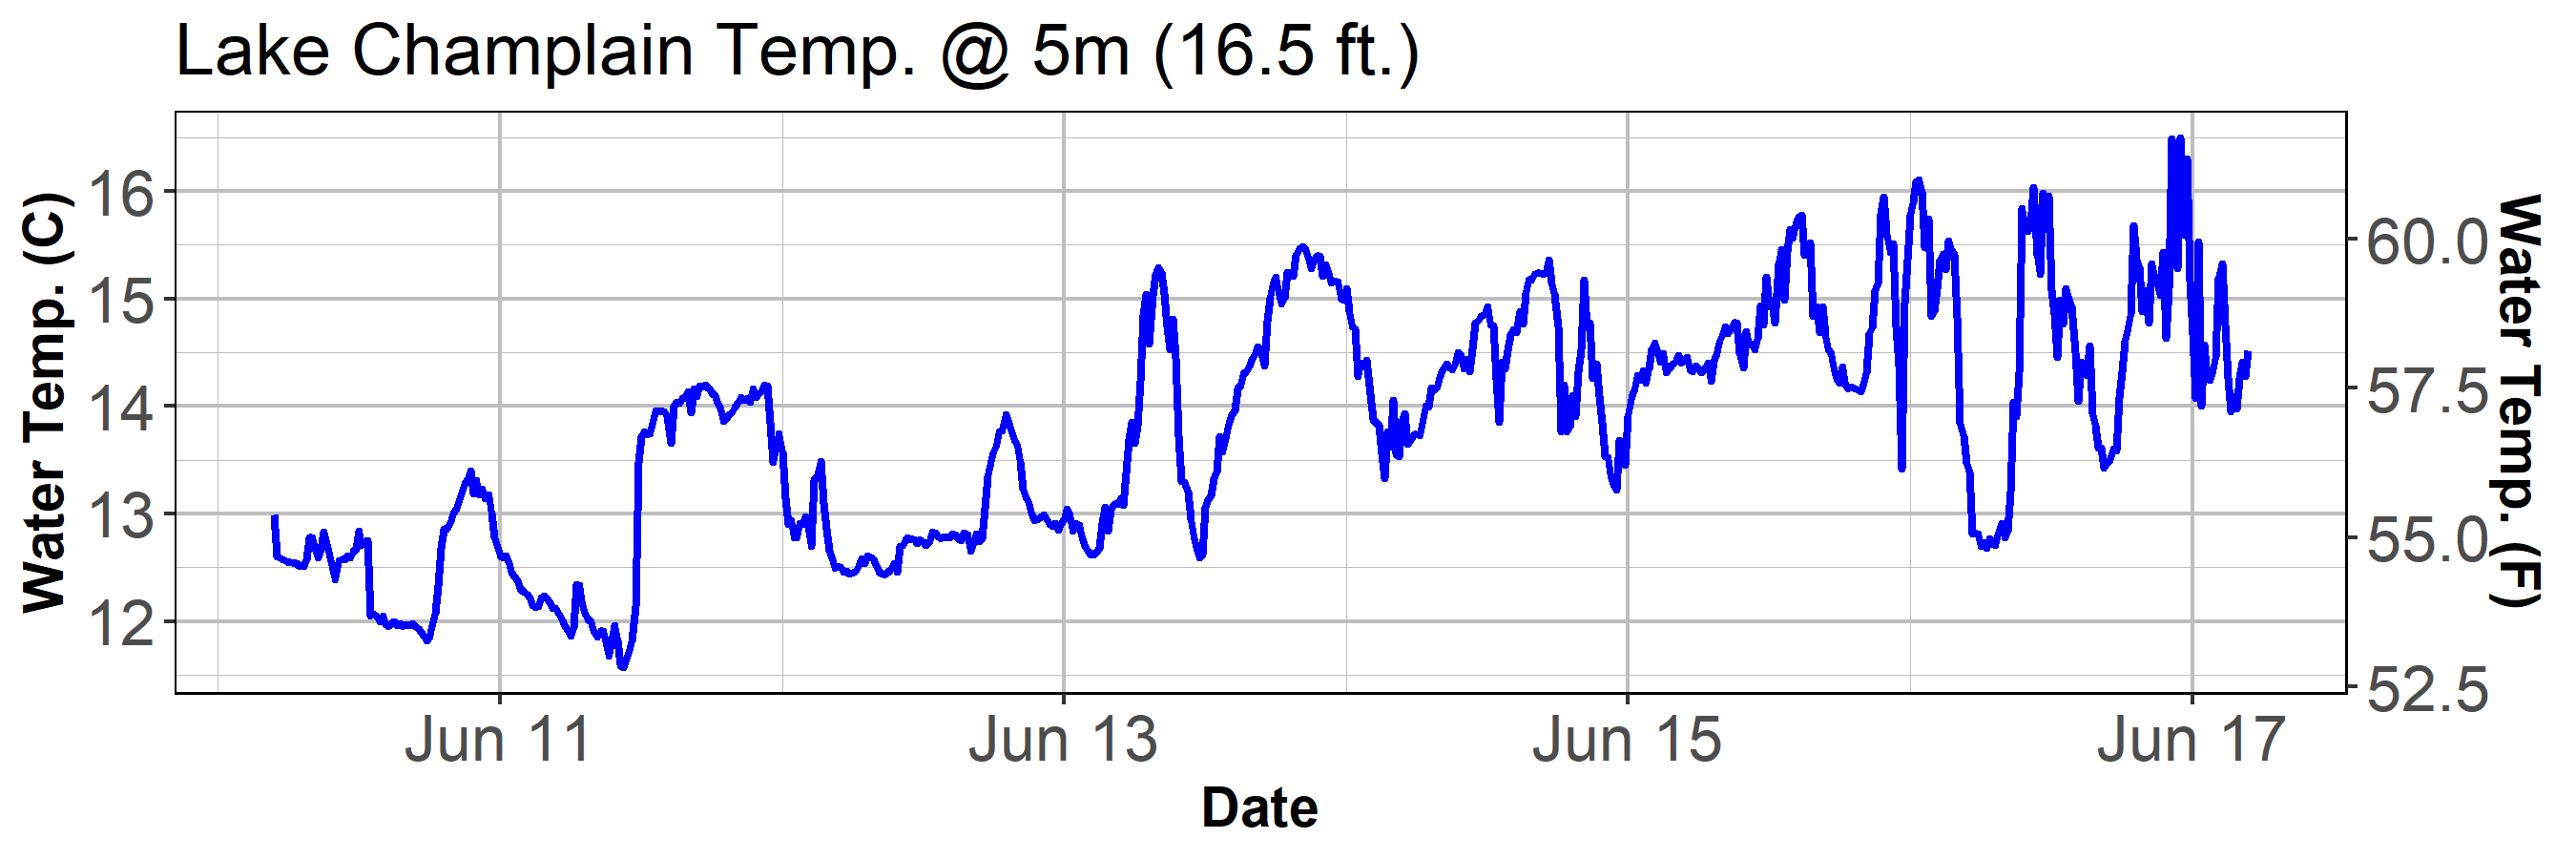 Lake Champlain Temp. @ 5m (16.5 ft.)
Water Temp. (C)
16
15
14
13
12
60.0
57.5
55.0
52.5
Water Temp. (F)
Jun 11
Jun 13
Jun 15
Jun 17
Date